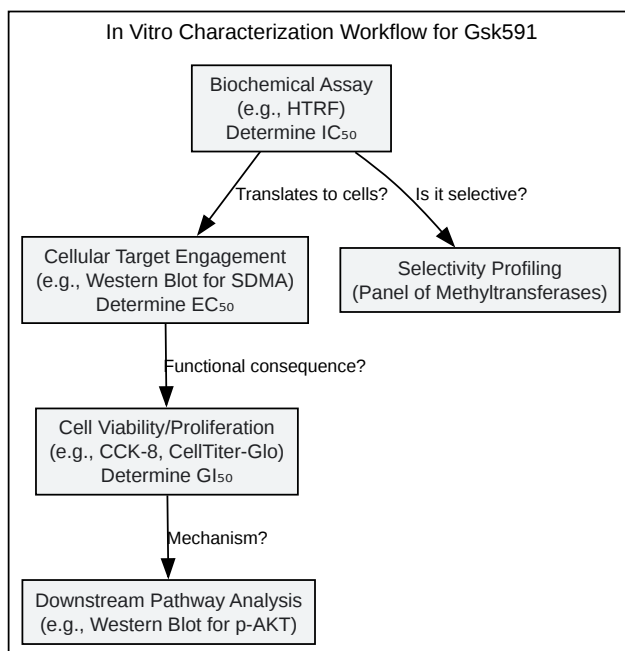 In Vitro Characterization Workflow for Gsk591
Biochemical Assay
(e.g., HTRF)
Determine IC₅₀
Translates to cells?
Is it selective?
Cellular Target Engagement
(e.g., Western Blot for SDMA)
Determine EC₅₀
Selectivity Profiling
(Panel of Methyltransferases)
Functional consequence?
Cell Viability/Proliferation
(e.g., CCK-8, CellTiter-Glo)
Determine GI₅₀
Mechanism?
Downstream Pathway Analysis
(e.g., Western Blot for p-AKT)